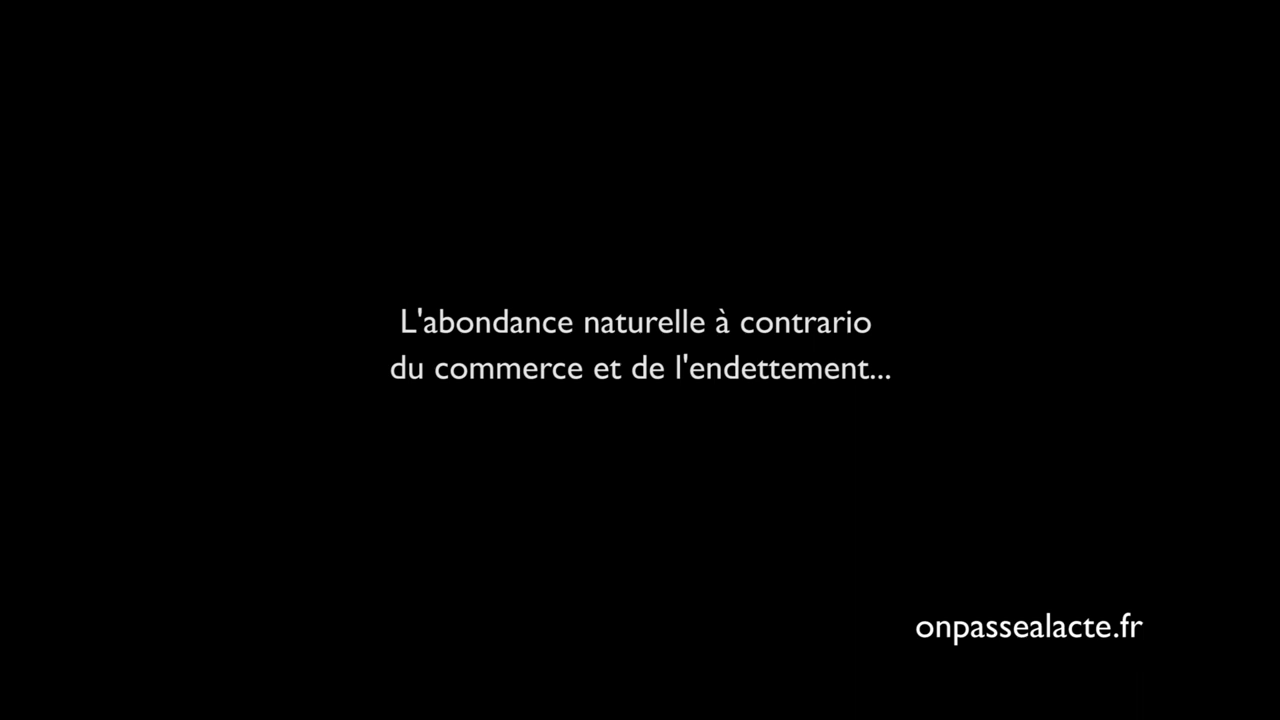 L'abondance naturelle à contrario
du commerce et de l'endettement...
onpassealacte.fr